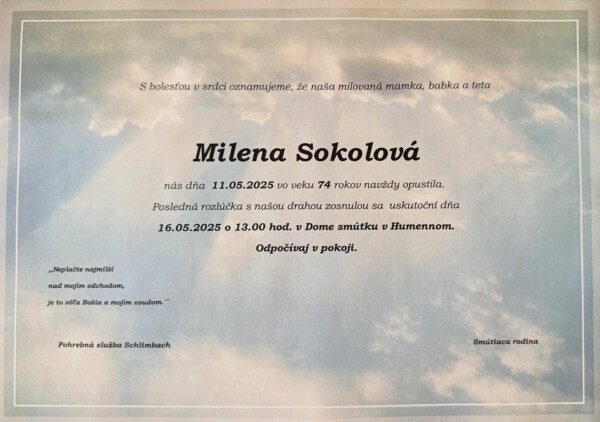 S bolesťou v srdci oznamujeme, že naša milovaná mamka, babka a teta
Milena Sokolová
nás dňa 11.05.2025 vo veku 74 rokov navždy opustila.
Posledná rozlúčka s našou drahou zosnulou sa uskutoční dňa
16.05.2025 o 13.00 hod. v Dome smútku v Humennom.
Odpočívaj v pokoji.
„Neplačte najmilší
nad mojím odchodom,
je to vôľa Božia a mojím osudom.“
Pohrebná služba Schlimbach
Smútiaca rodina